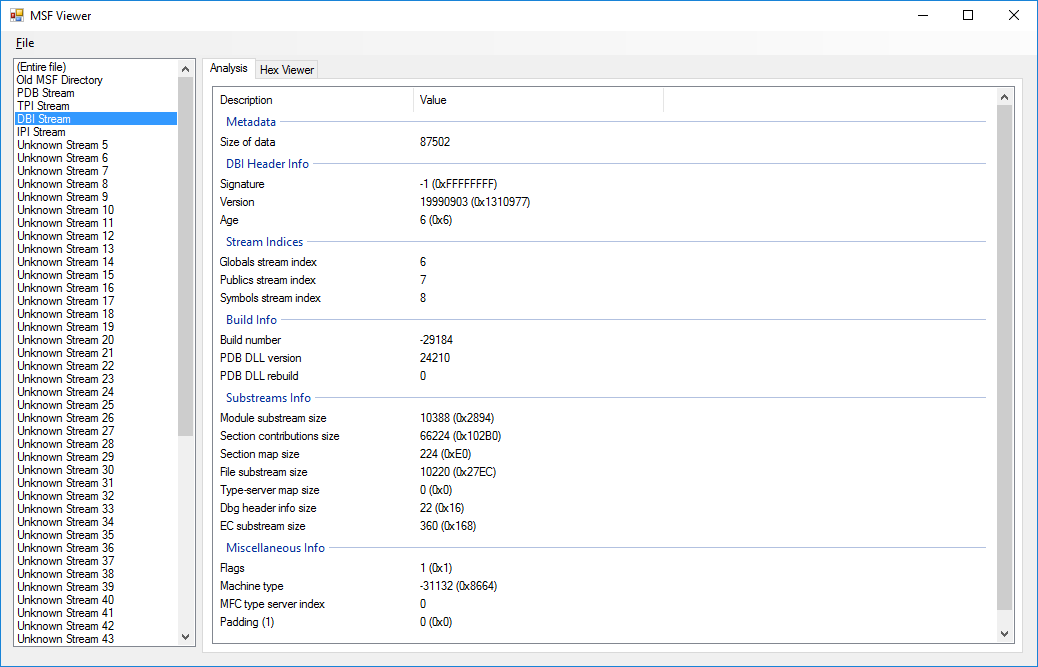 MSF Viewer
File
(Entire file)
Old MSF Directory
PDB Stream
TPI Stream
DBI Stream
IPI Stream
Unknown Stream 5
Unknown Stream 6
Unknown Stream 7
Unknown Stream 8
Unknown Stream 9
Unknown Stream 10
Unknown Stream 11
Unknown Stream 12
Unknown Stream 13
Unknown Stream 14
Unknown Stream 15
Unknown Stream 16
Unknown Stream 17
Unknown Stream 18
Unknown Stream 19
Unknown Stream 20
Unknown Stream 21
Unknown Stream 22
Unknown Stream 23
Unknown Stream 24
Unknown Stream 25
Unknown Stream 26
Unknown Stream 27
Unknown Stream 28
Unknown Stream 29
Unknown Stream 30
Unknown Stream 31
Unknown Stream 32
Unknown Stream 33
Unknown Stream 34
Unknown Stream 35
Unknown Stream 36
Unknown Stream 37
Unknown Stream 38
Unknown Stream 39
Unknown Stream 40
Unknown Stream 41
Unknown Stream 42
Unknown Stream 43
Analysis Hex Viewer
Description Value
Metadata
Size of data 87502
DBI Header Info
Signature -1 (0xFFFFFFFF)
Version 19990903 (0x1310977)
Age 6 (0x6)
Stream Indices
Globals stream index 6
Publics stream index 7
Symbols stream index 8
Build Info
Build number -29184
PDB DLL version 24210
PDB DLL rebuild 0
Substreams Info
Module substream size 10388 (0x2894)
Section contributions size 66224 (0x102B0)
Section map size 224 (0xE0)
File substream size 10220 (0x27EC)
Type-server map size 0 (0x0)
Dbg header info size 22 (0x16)
EC substream size 360 (0x168)
Miscellaneous Info
Flags 1 (0x1)
Machine type -31132 (0x8664)
MFC type server index 0
Padding (1) 0 (0x0)